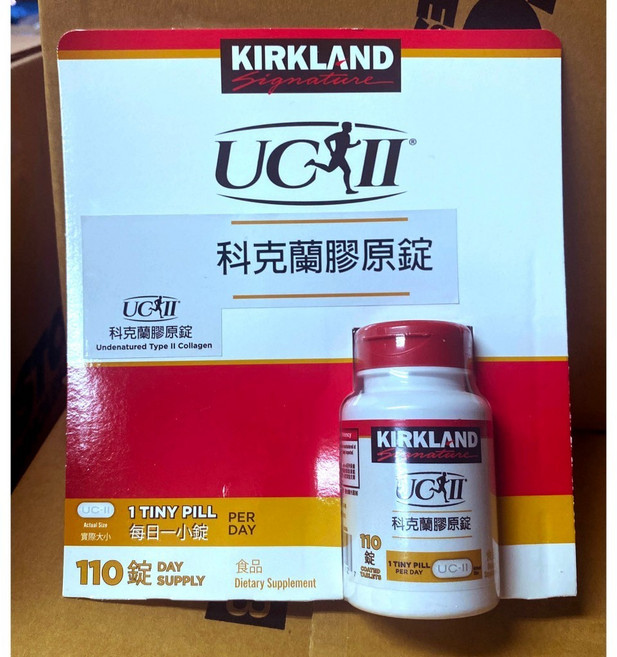 KIRKLAND
Signature
UC-II®
科克蘭膠原錠
UC-II
科克蘭膠原錠
Undenatured Type II Collagen
UC-II
Actual Size
實際大小
1 TINY PILL PER DAY
每日一小錠
110錠 DAY SUPPLY
食品
Dietary Supplement
KIRKLAND
Signature
UC-II
科克蘭膠原錠
110
錠
COATED
TABLETS
1 TINY PILL
PER DAY
UC-II